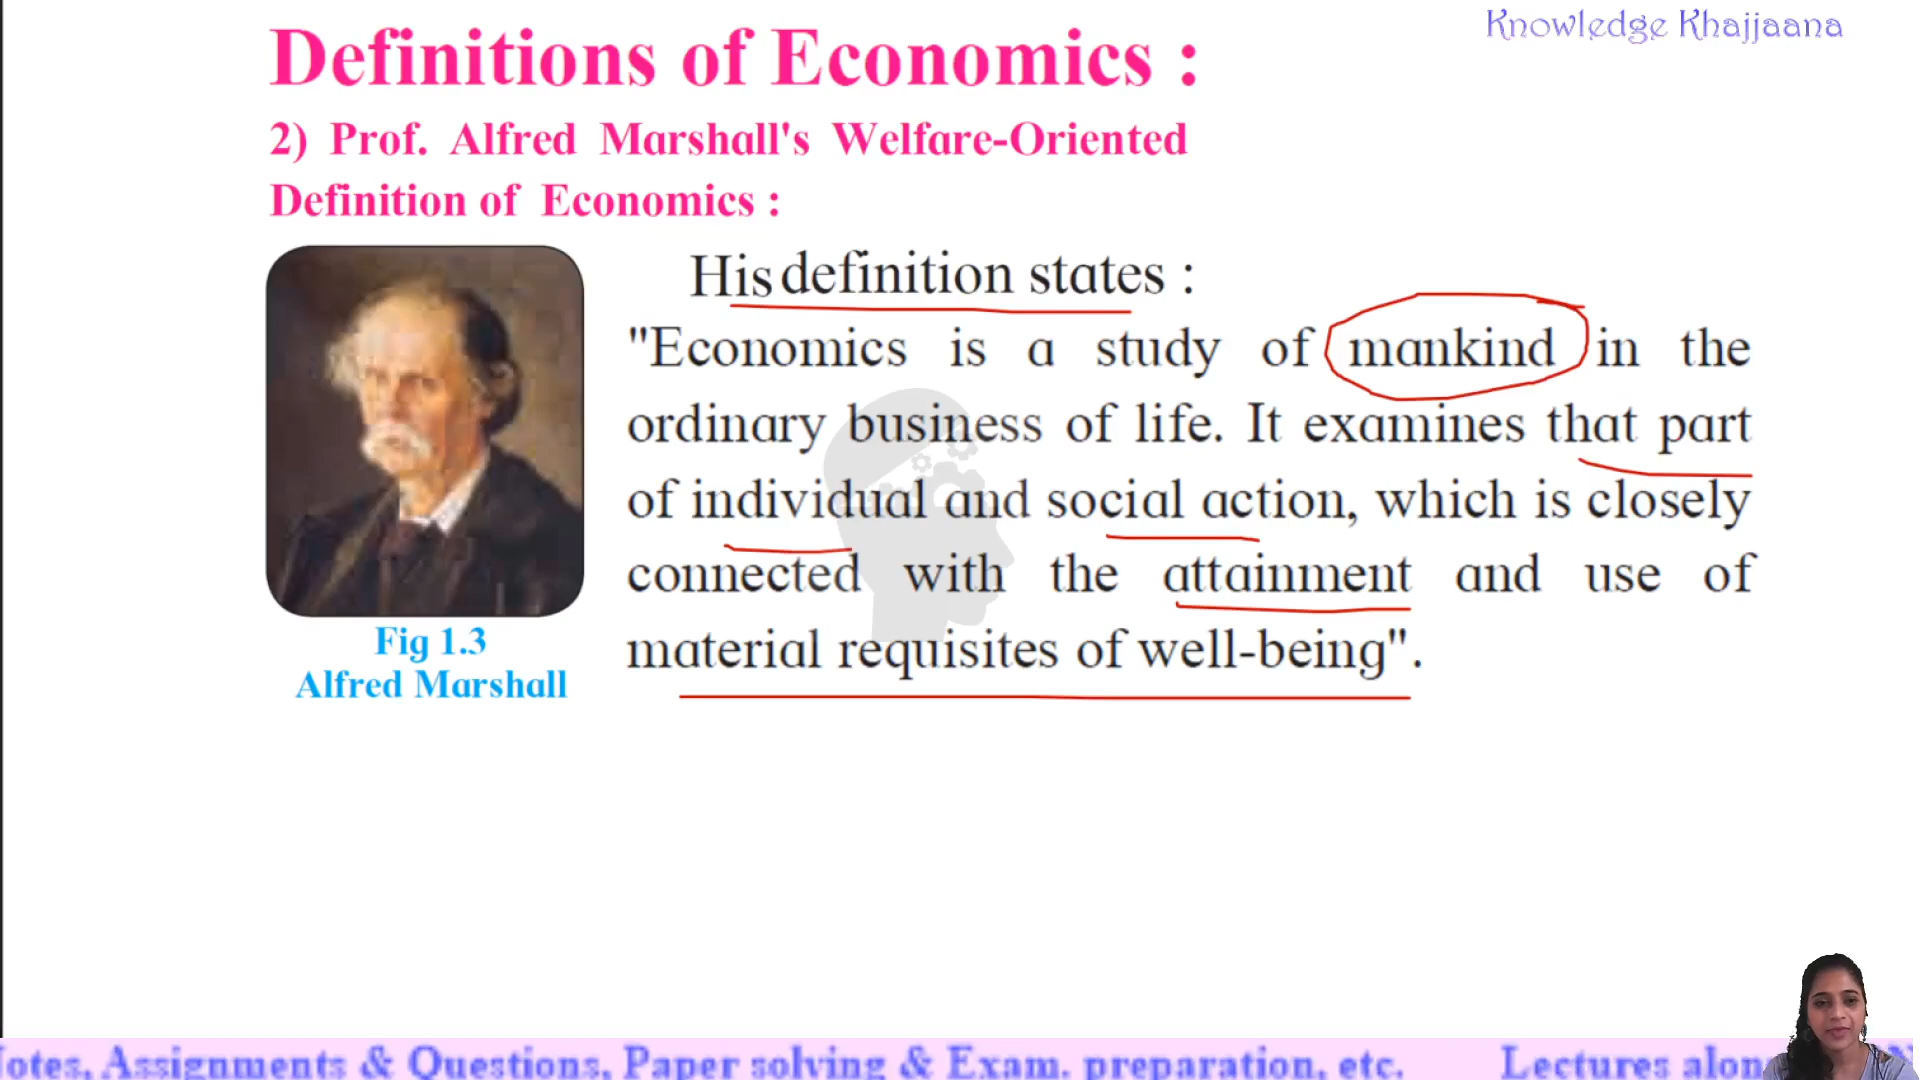 Knowledge Khajjaana
Definitions of Economics :
2) Prof. Alfred Marshall's Welfare-Oriented
Definition of Economics :
His definition states :
"Economics is a study of mankind in the
ordinary business of life. It examines that part
of individual and social action, which is closely
connected with the attainment and use of
material requisites of well-being".
Fig 1.3
Alfred Marshall
Notes, Assignments & Questions, Paper solving & Exam. preparation, etc. Lectures